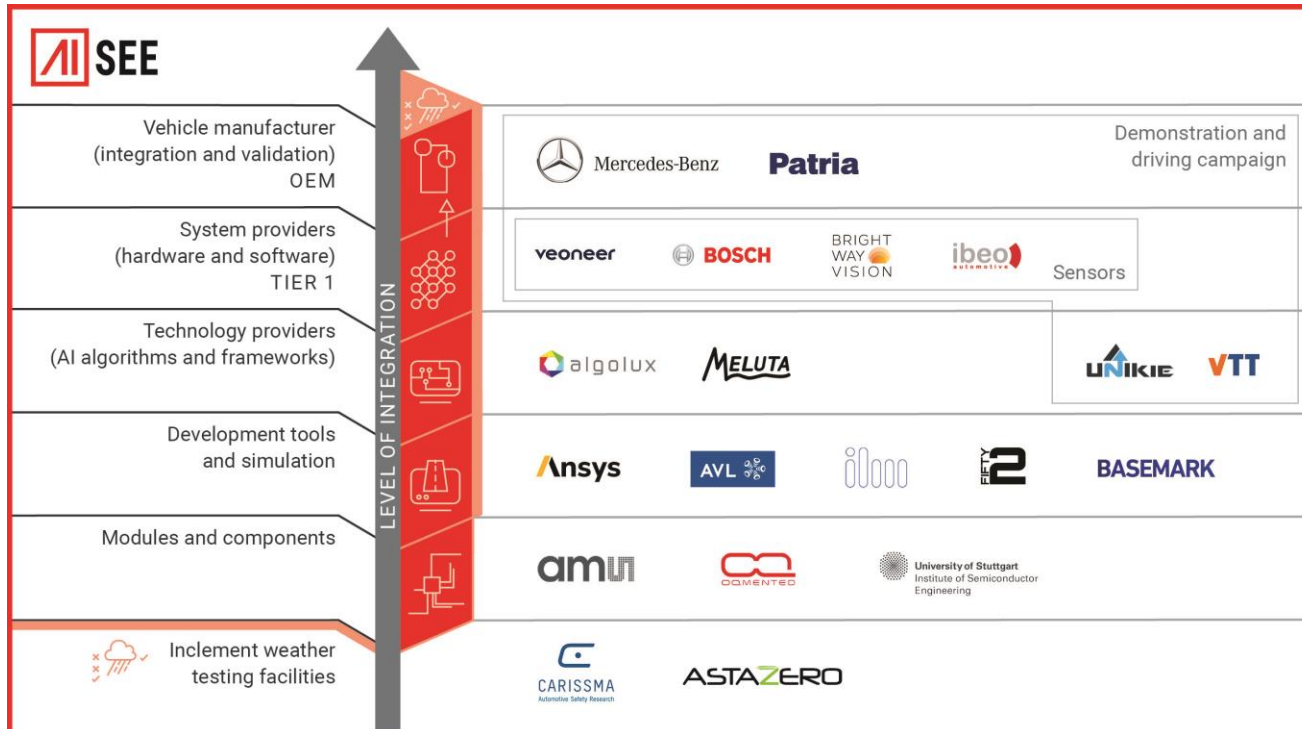 AI SEE
Vehicle manufacturer
(integration and validation)
OEM
Mercedes-Benz
Patria
Demonstration and
driving campaign
System providers
(hardware and software)
TIER 1
veoneer
BOSCH
BRIGHT
WAY
VISION
ibeo
automotive
Sensors
LEVEL OF INTEGRATION
Technology providers
(AI algorithms and frameworks)
algolux
MELUTA
UNIKIE
VTT
Development tools
and simulation
Ansys
AVL
FIFTY
2
BASEMARK
Modules and components
amu
OQMENTED
University of Stuttgart
Institute of Semiconductor
Engineering
Inclement weather
testing facilities
CARISSMA
Automotive Safety Research
ASTAZERO